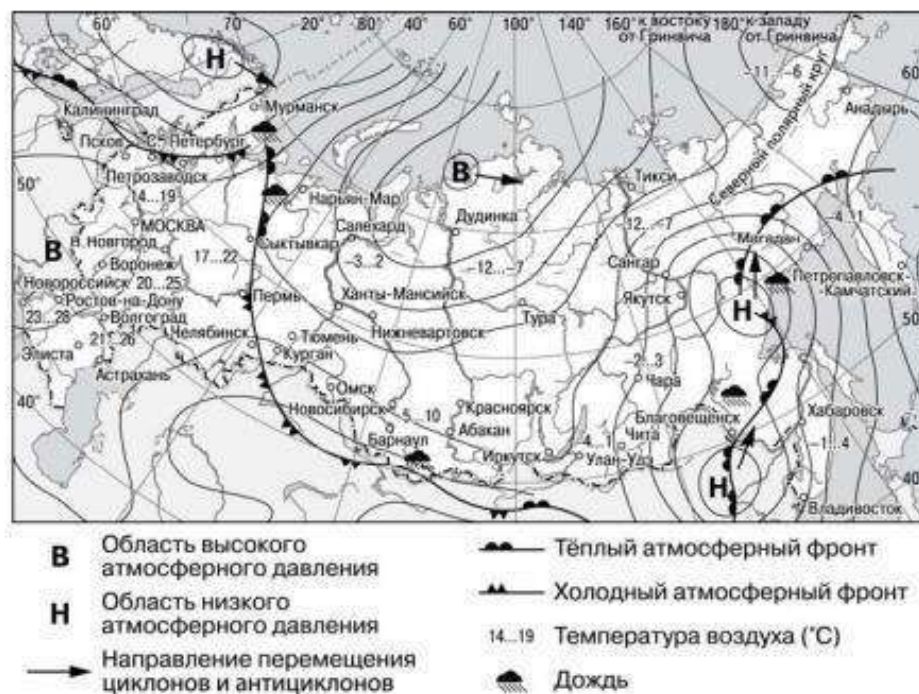 60° 70° 20° 40° 60° 80° 100° 120° 140° 160° к востоку 180° к западу
от Гринвича от Гринвича
Н
-11...-6
60°
Северный полярный круг
Калининград
Мурманск
Анадырь
Псков С.-Петербург
В
Тикси
50°
Петрозаводск
14...19
Нарьян-Мар
МОСКВА
Салехард
Дудинка
-12...-7
-4...1
В
Н. Новгород
17...22
Сыктывкар
-3...2
-12...-7
Магадан
Воронеж
Сангар
Петропавловск-
Камчатский
Новороссийск 20...25
Пермь
Ханты-Мансийск
Якутск
Н
Ростов-на-Дону
23...28
Волгоград
Челябинск
Тюмень
Нижневартовск
Тура
50°
21...26
Курган
-2...3
Элиста
Астрахань
Омск
Чара
40°
Новосибирск
5...10
Красноярск
Благовещенск
Хабаровск
Барнаул
Абакан
Чита
-1...4
Иркутск
-4...1
Улан-Удэ
Н
40°
Владивосток
В Область высокого
атмосферного давления
Н Область низкого
атмосферного давления
Направление перемещения
циклонов и антициклонов
Тёплый атмосферный фронт
Холодный атмосферный фронт
14...19 Температура воздуха (°С)
Дождь